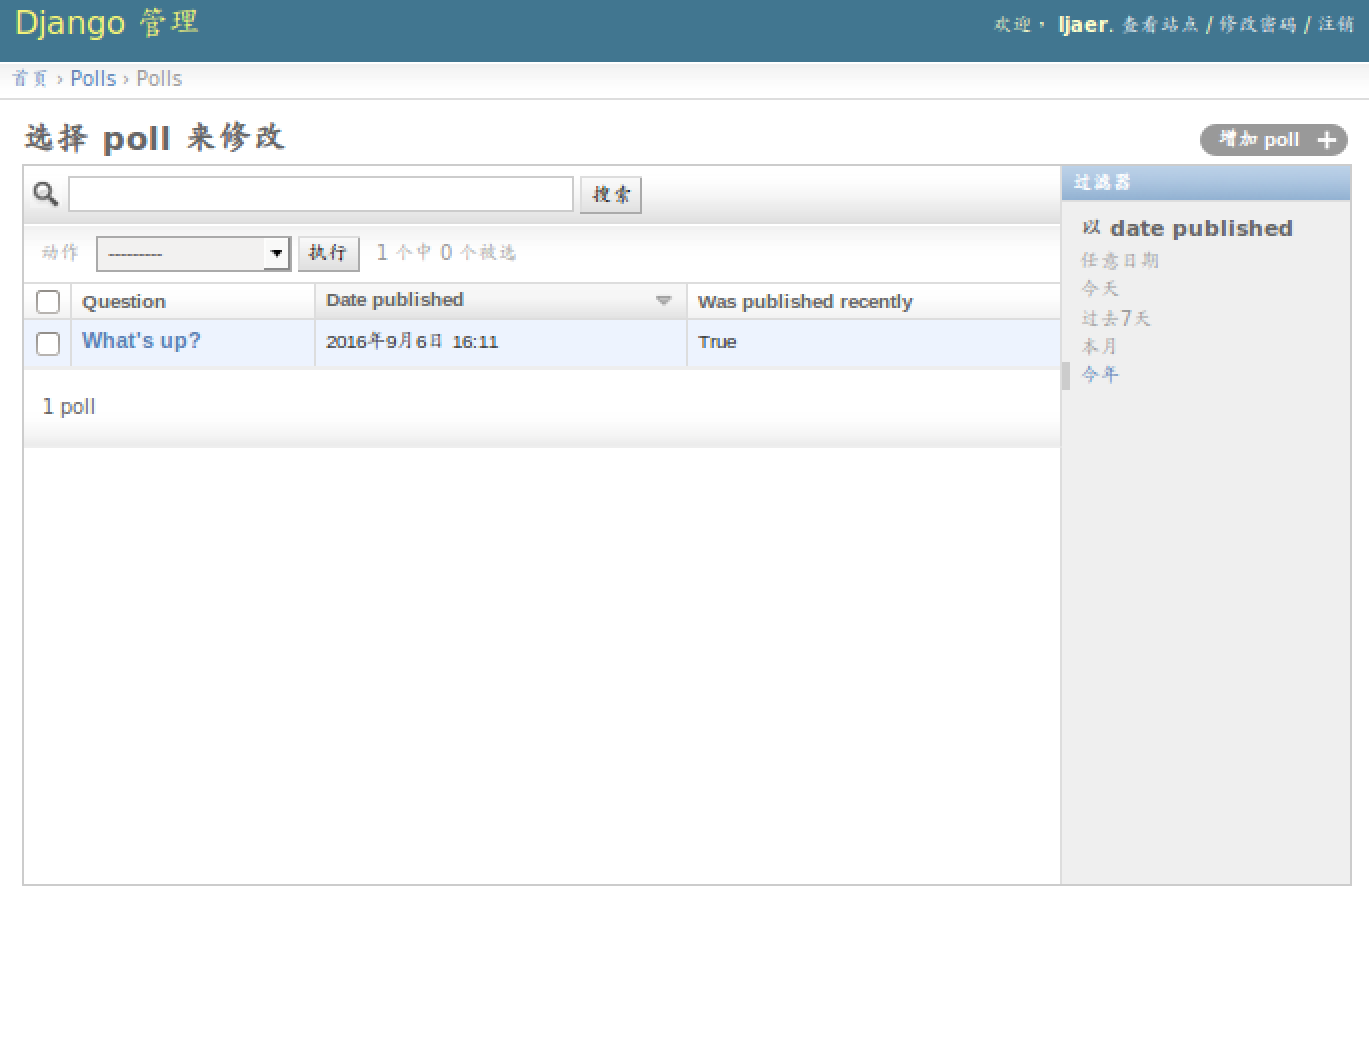 Django 管理
欢迎，ljaer. 查看站点 / 修改密码 / 注销
首页 › Polls › Polls
选择 poll 来修改
增加 poll +
搜索
过滤器
动作 --------- 执行 1 个中 0 个被选
以 date published
任意日期
今天
过去7天
本月
今年
Question Date published Was published recently
What's up? 2016年9月6日 16:11 True
1 poll